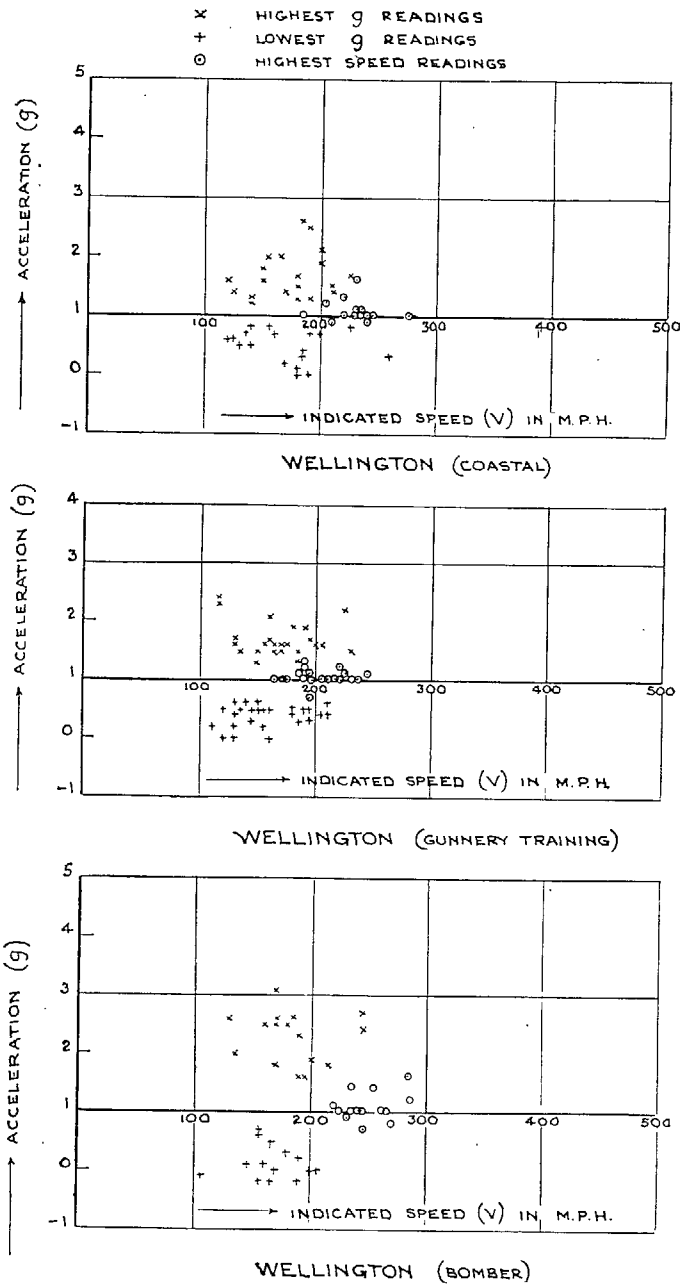 × HIGHEST g READINGS
+ LOWEST g READINGS
⊙ HIGHEST SPEED READINGS
ACCELERATION (g)
5
4
3
2
1
0
-1
100 200 300 400 500
INDICATED SPEED (V) IN M.P.H.
WELLINGTON (COASTAL)
ACCELERATION (g)
4
3
2
1
0
-1
100 200 300 400 500
INDICATED SPEED (V) IN M.P.H.
WELLINGTON (GUNNERY TRAINING)
ACCELERATION (g)
5
4
3
2
1
0
-1
100 200 300 400 500
INDICATED SPEED (V) IN M.P.H.
WELLINGTON (BOMBER)